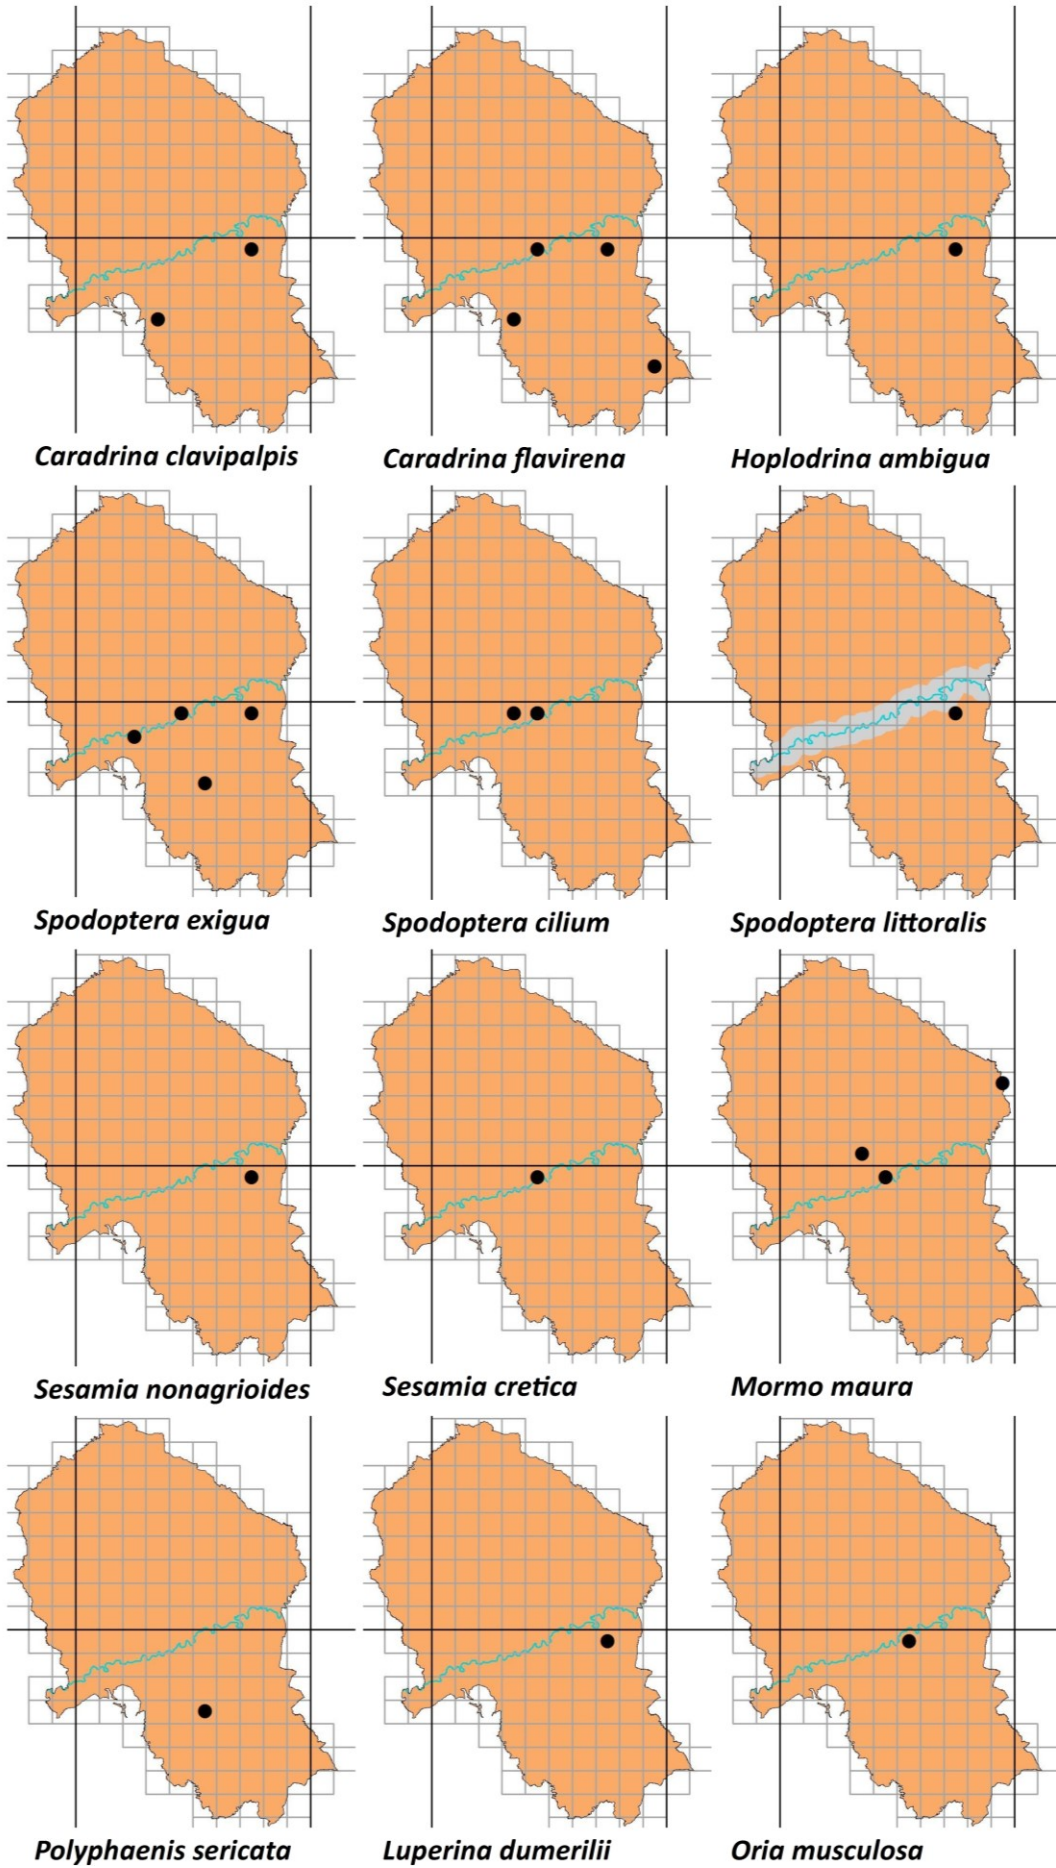 Caradrina clavipalpis
Caradrina flavirena
Hoplodrina ambigua
Spodoptera exigua
Spodoptera cilium
Spodoptera littoralis
Sesamia nonagrioides
Sesamia cretica
Mormo maura
Polyphaenis sericata
Luperina dumerilii
Oria musculosa